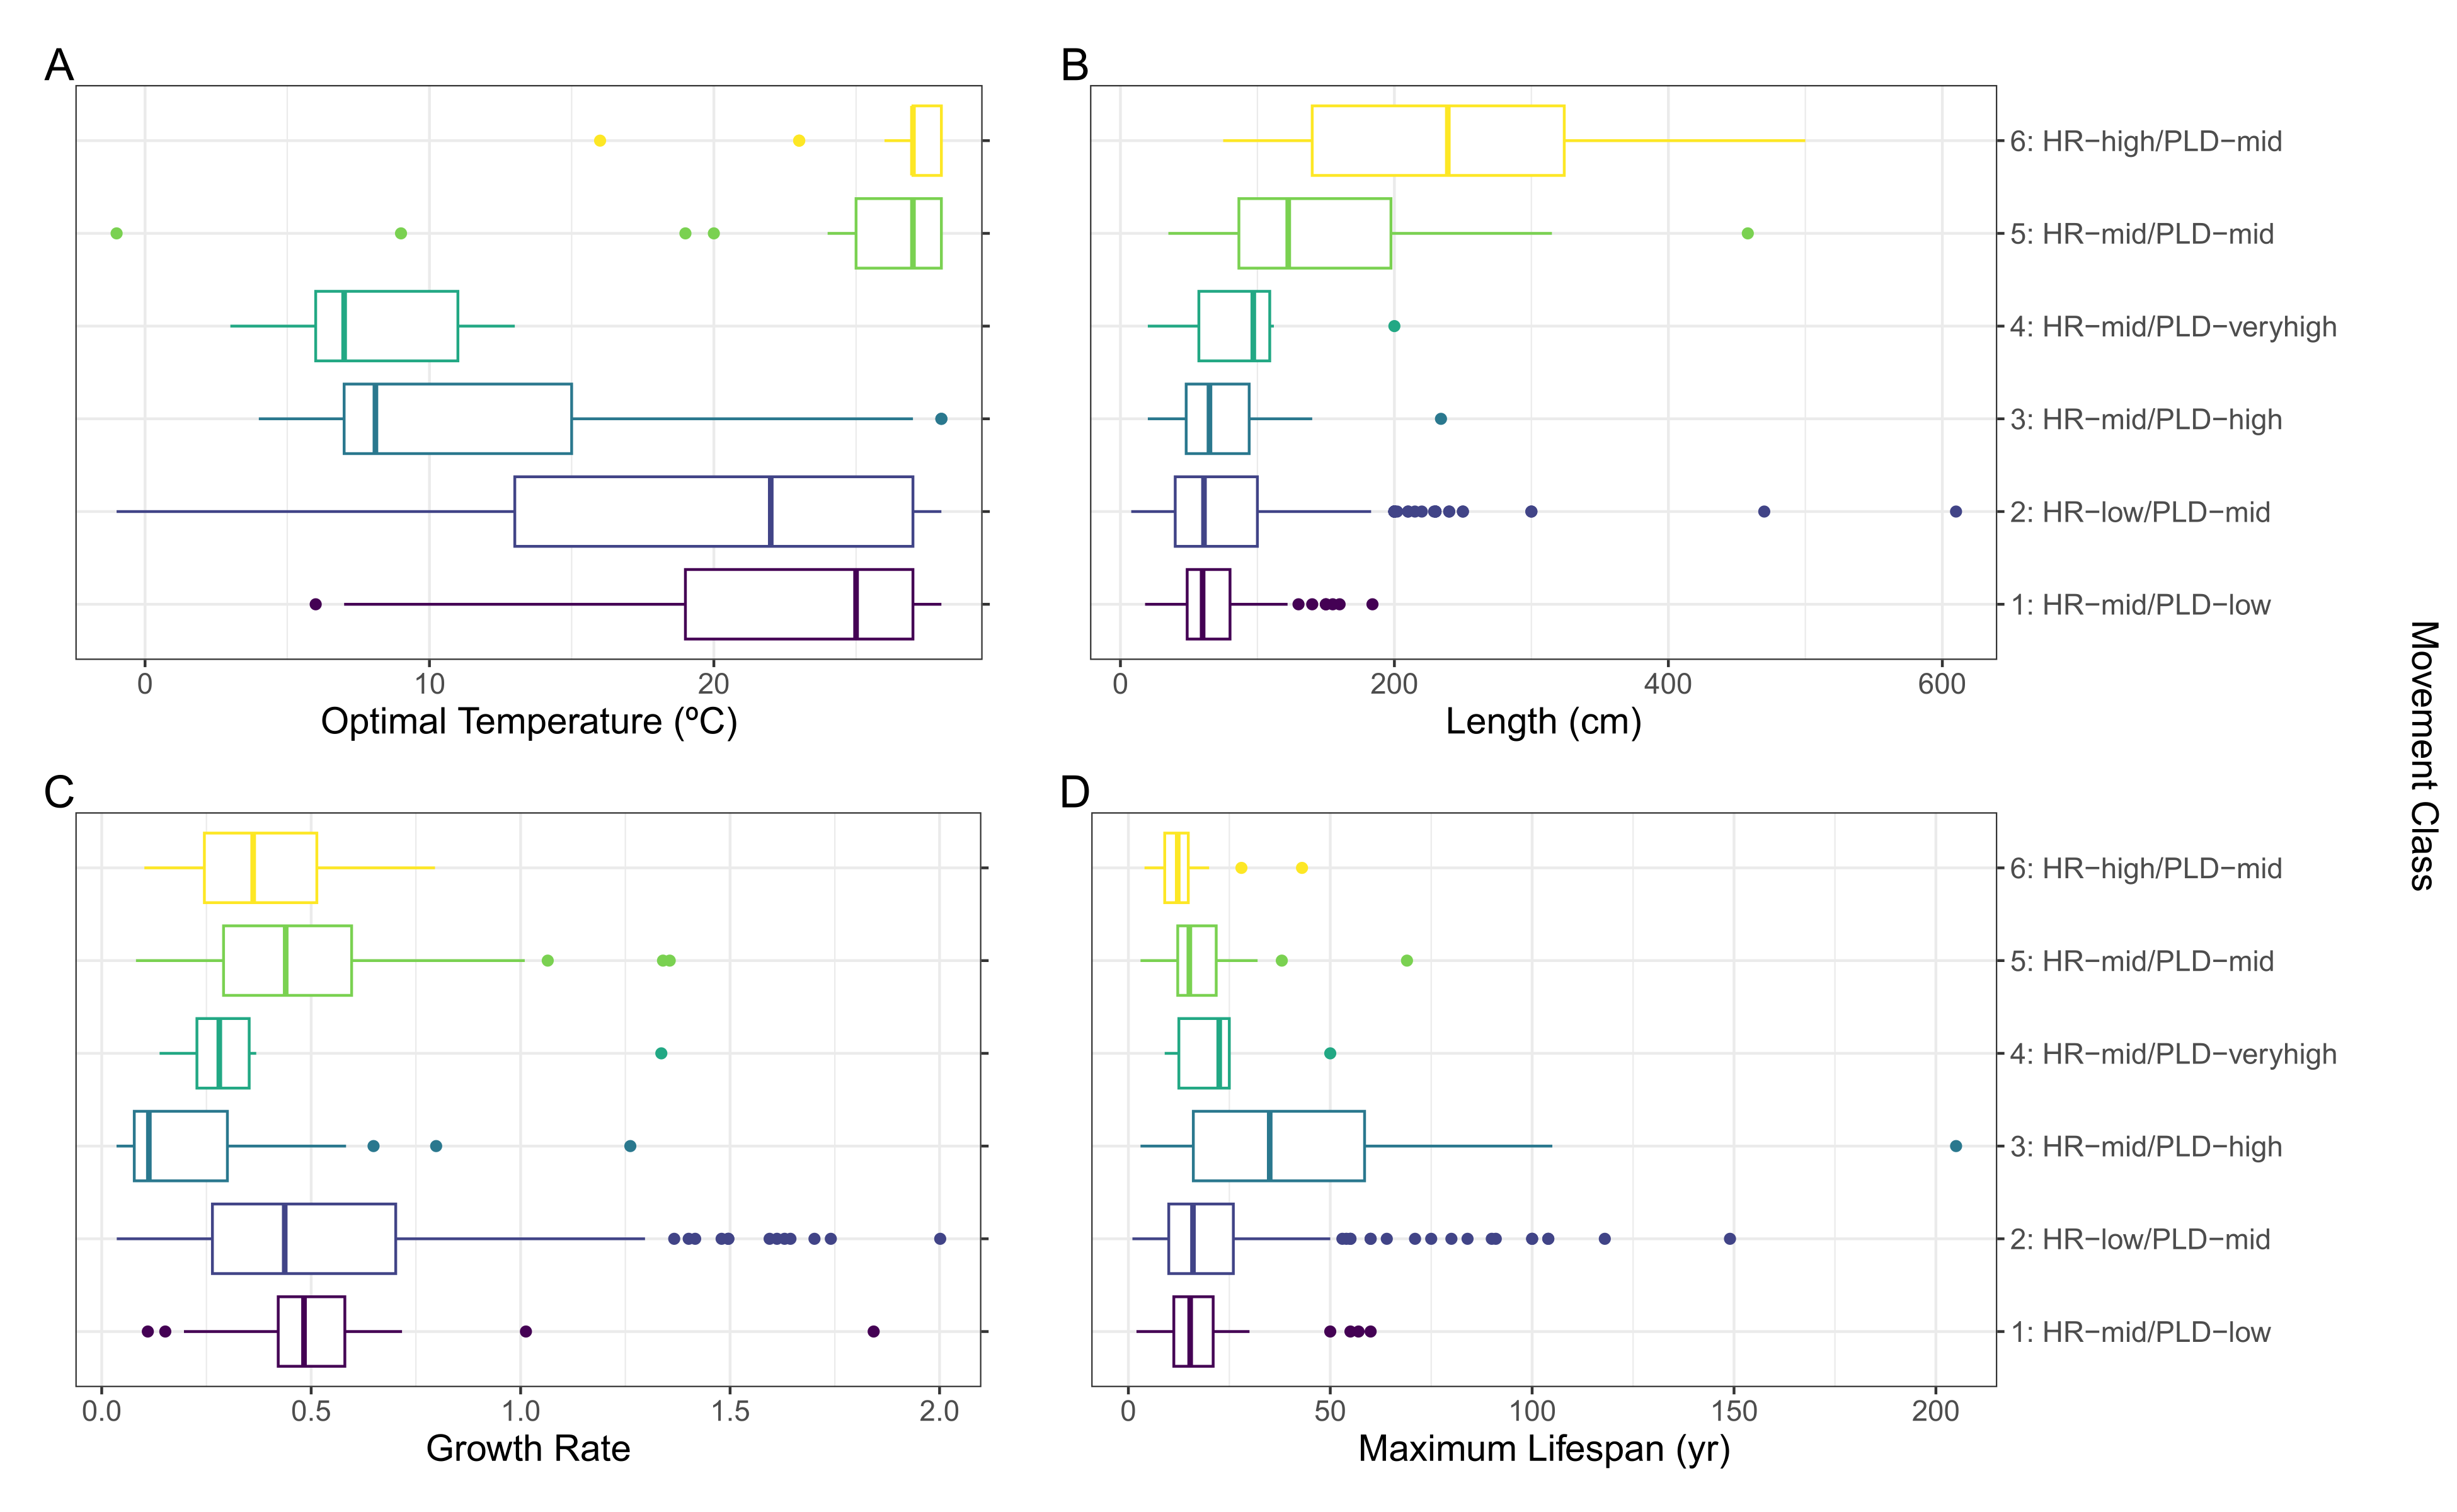 A
B
6: HR−high/PLD−mid
5: HR−mid/PLD−mid
4: HR−mid/PLD−veryhigh
3: HR−mid/PLD−high
2: HR−low/PLD−mid
1: HR−mid/PLD−low
0 10 20
Optimal Temperature (ºC)
0 200 400 600
Length (cm)
Movement Class
C
D
6: HR−high/PLD−mid
5: HR−mid/PLD−mid
4: HR−mid/PLD−veryhigh
3: HR−mid/PLD−high
2: HR−low/PLD−mid
1: HR−mid/PLD−low
0.0 0.5 1.0 1.5 2.0
Growth Rate
0 50 100 150 200
Maximum Lifespan (yr)